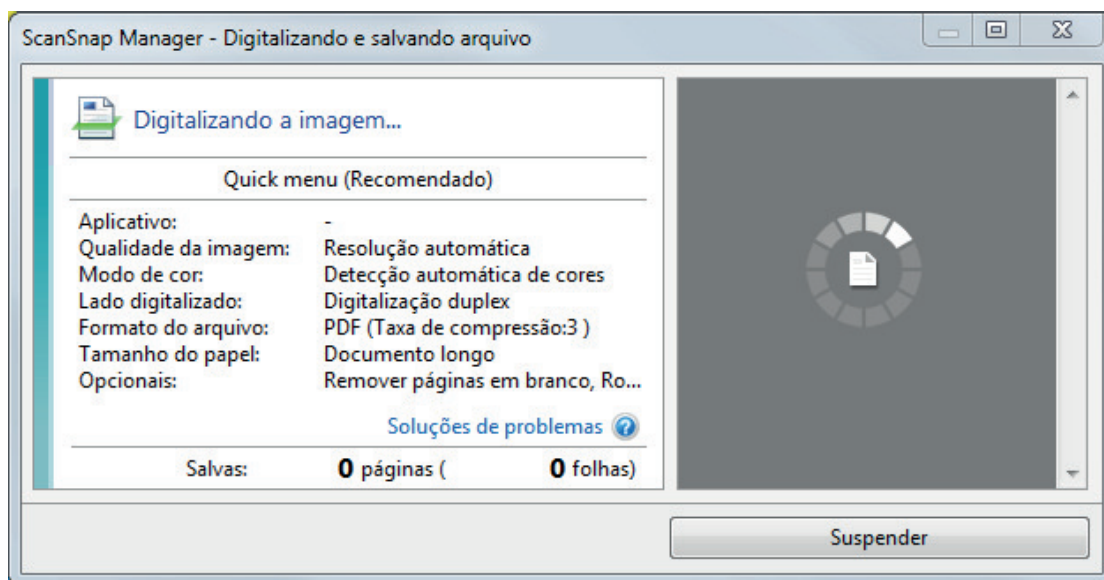 ScanSnap Manager - Digitalizando e salvando arquivo
Digitalizando a imagem...
Quick menu (Recomendado)
Aplicativo: -
Qualidade da imagem: Resolução automática
Modo de cor: Detecção automática de cores
Lado digitalizado: Digitalização duplex
Formato do arquivo: PDF (Taxa de compressão:3 )
Tamanho do papel: Documento longo
Opcionais: Remover páginas em branco, Ro...
Soluções de problemas
Salvas: 0 páginas ( 0 folhas)
Suspender